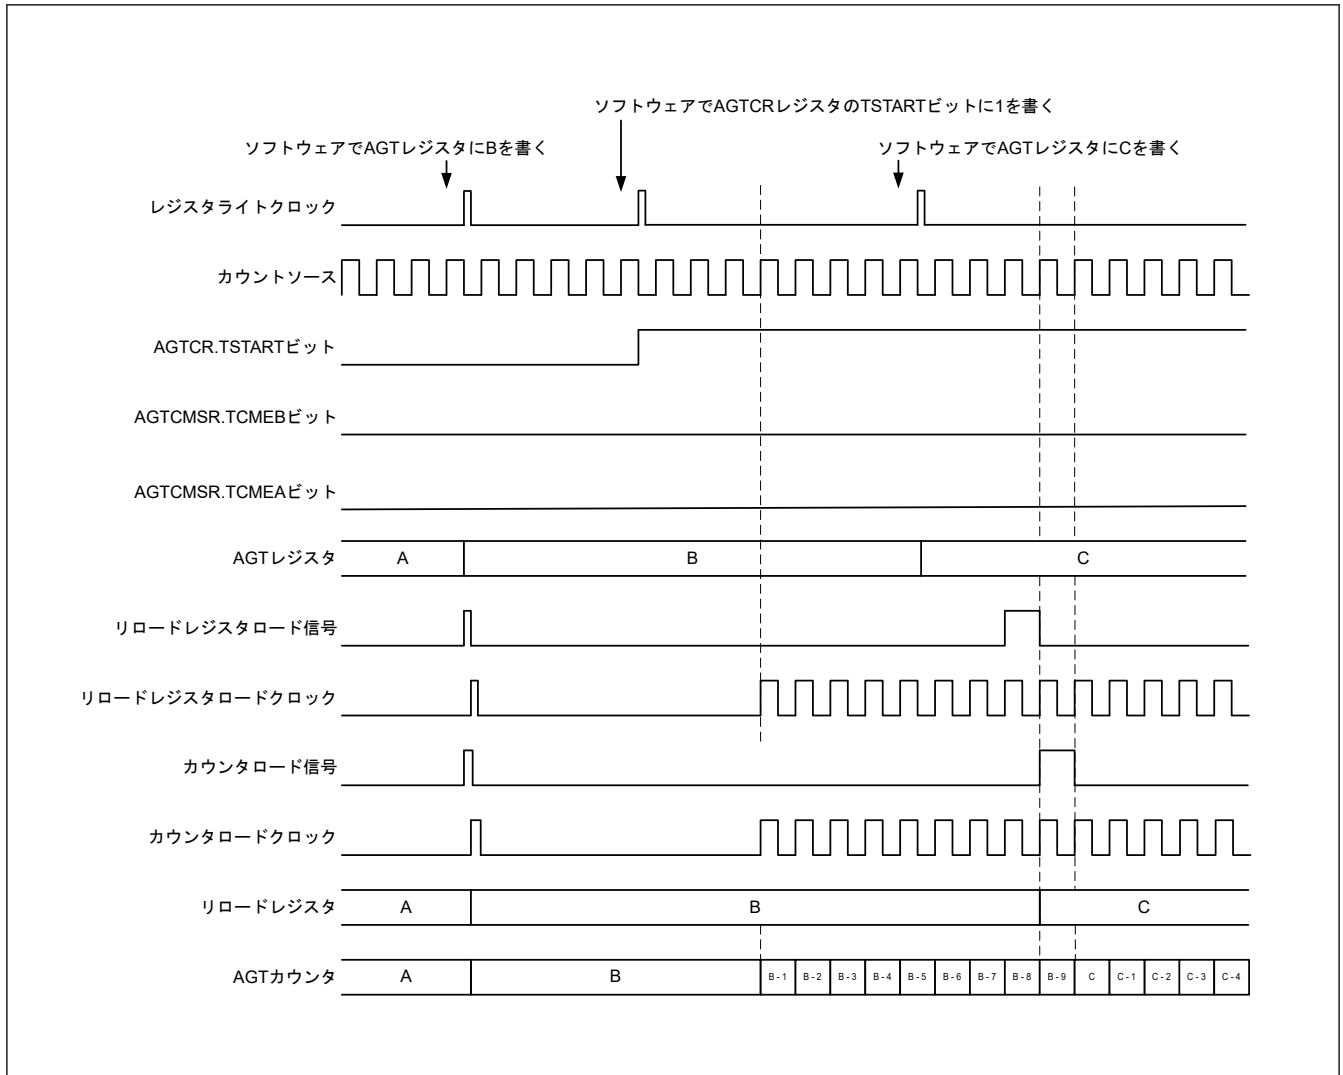 ソフトウェアでAGTCRレジスタのTSTARTビットに1を書く
ソフトウェアでAGTレジスタにBを書く
ソフトウェアでAGTレジスタにCを書く
レジスタライトクロック
カウントソース
AGTCR.TSTARTビット
AGTCMSR.TCMEBビット
AGTCMSR.TCMEAビット
AGTレジスタ A B C
リロードレジスタロード信号
リロードレジスタロードクロック
カウンタロード信号
カウンタロードクロック
リロードレジスタ A B C
AGTカウンタ A B B-1 B-2 B-3 B-4 B-5 B-6 B-7 B-8 B-9 C C-1 C-2 C-3 C-4